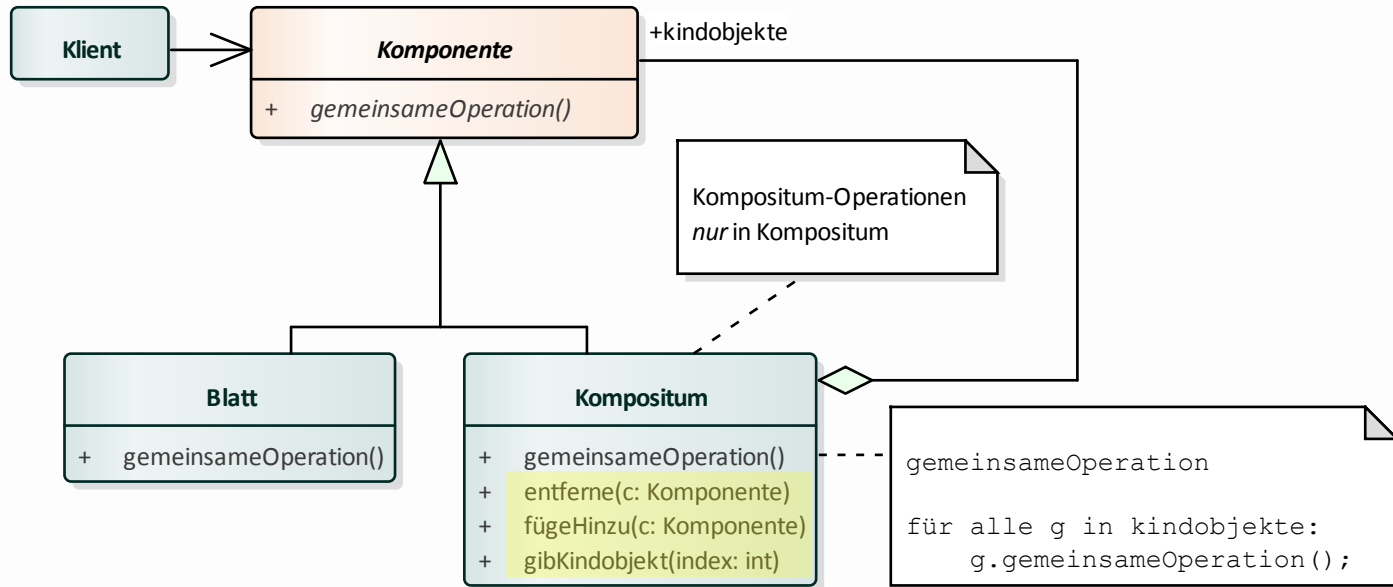 Klient
Komponente
+ gemeinsameOperation()
+kindobjekte
Kompositum-Operationen
nur in Kompositum
Blatt
+ gemeinsameOperation()
Kompositum
+ gemeinsameOperation()
+ entferne(c: Komponente)
+ fügeHinzu(c: Komponente)
+ gibKindobjekt(index: int)
gemeinsameOperation
für alle g in kindobjekte:
g.gemeinsameOperation();